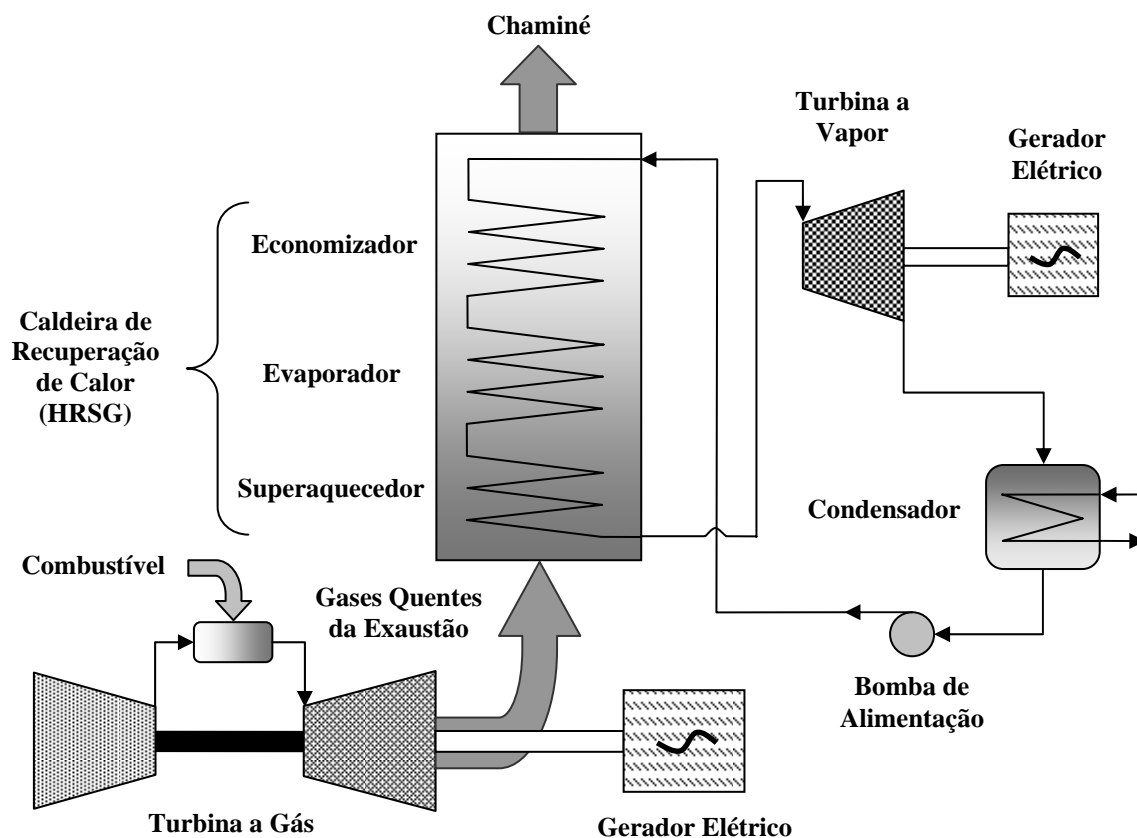 Chaminé
Turbina a
Vapor
Gerador
Elétrico
Economizador
Caldeira de
Recuperação
de Calor
(HRSG)
Evaporador
Superaquecedor
Condensador
Combustível
Gases Quentes
da Exaustão
Bomba de
Alimentação
Turbina a Gás
Gerador Elétrico